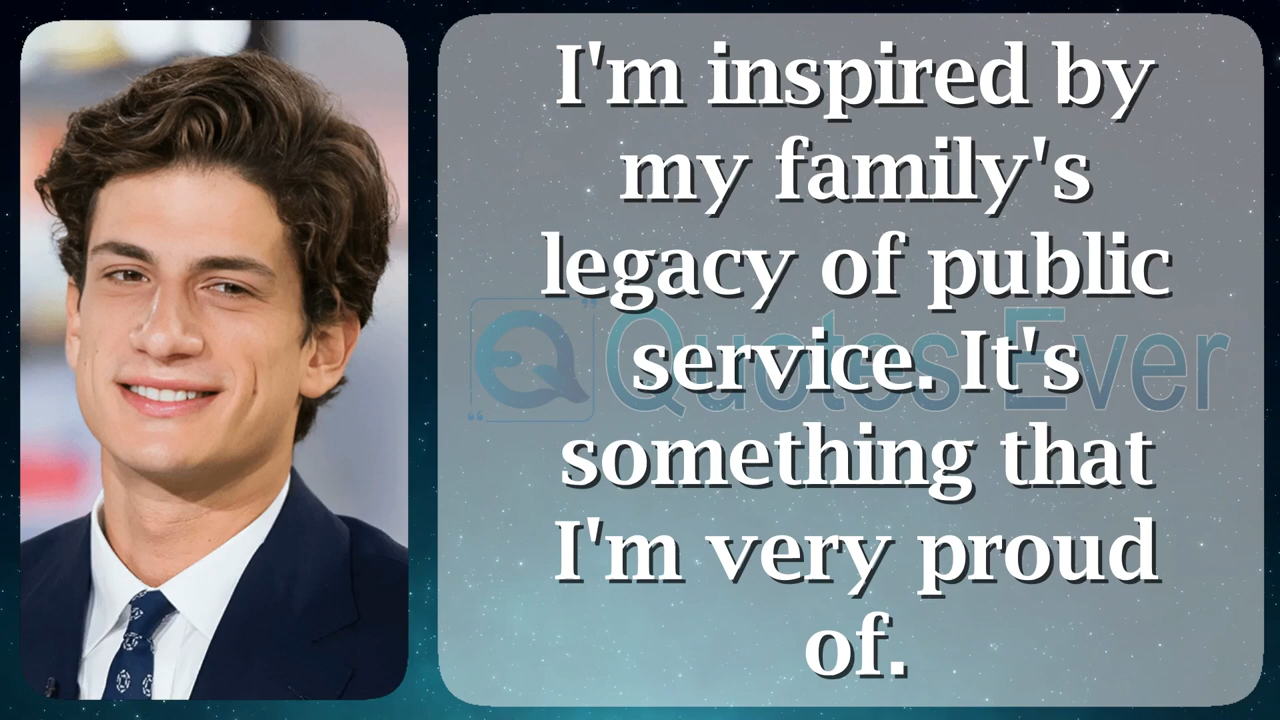 I'm inspired by
my family's
legacy of public
service. It's
something that
I'm very proud
of.
Quotes Ever